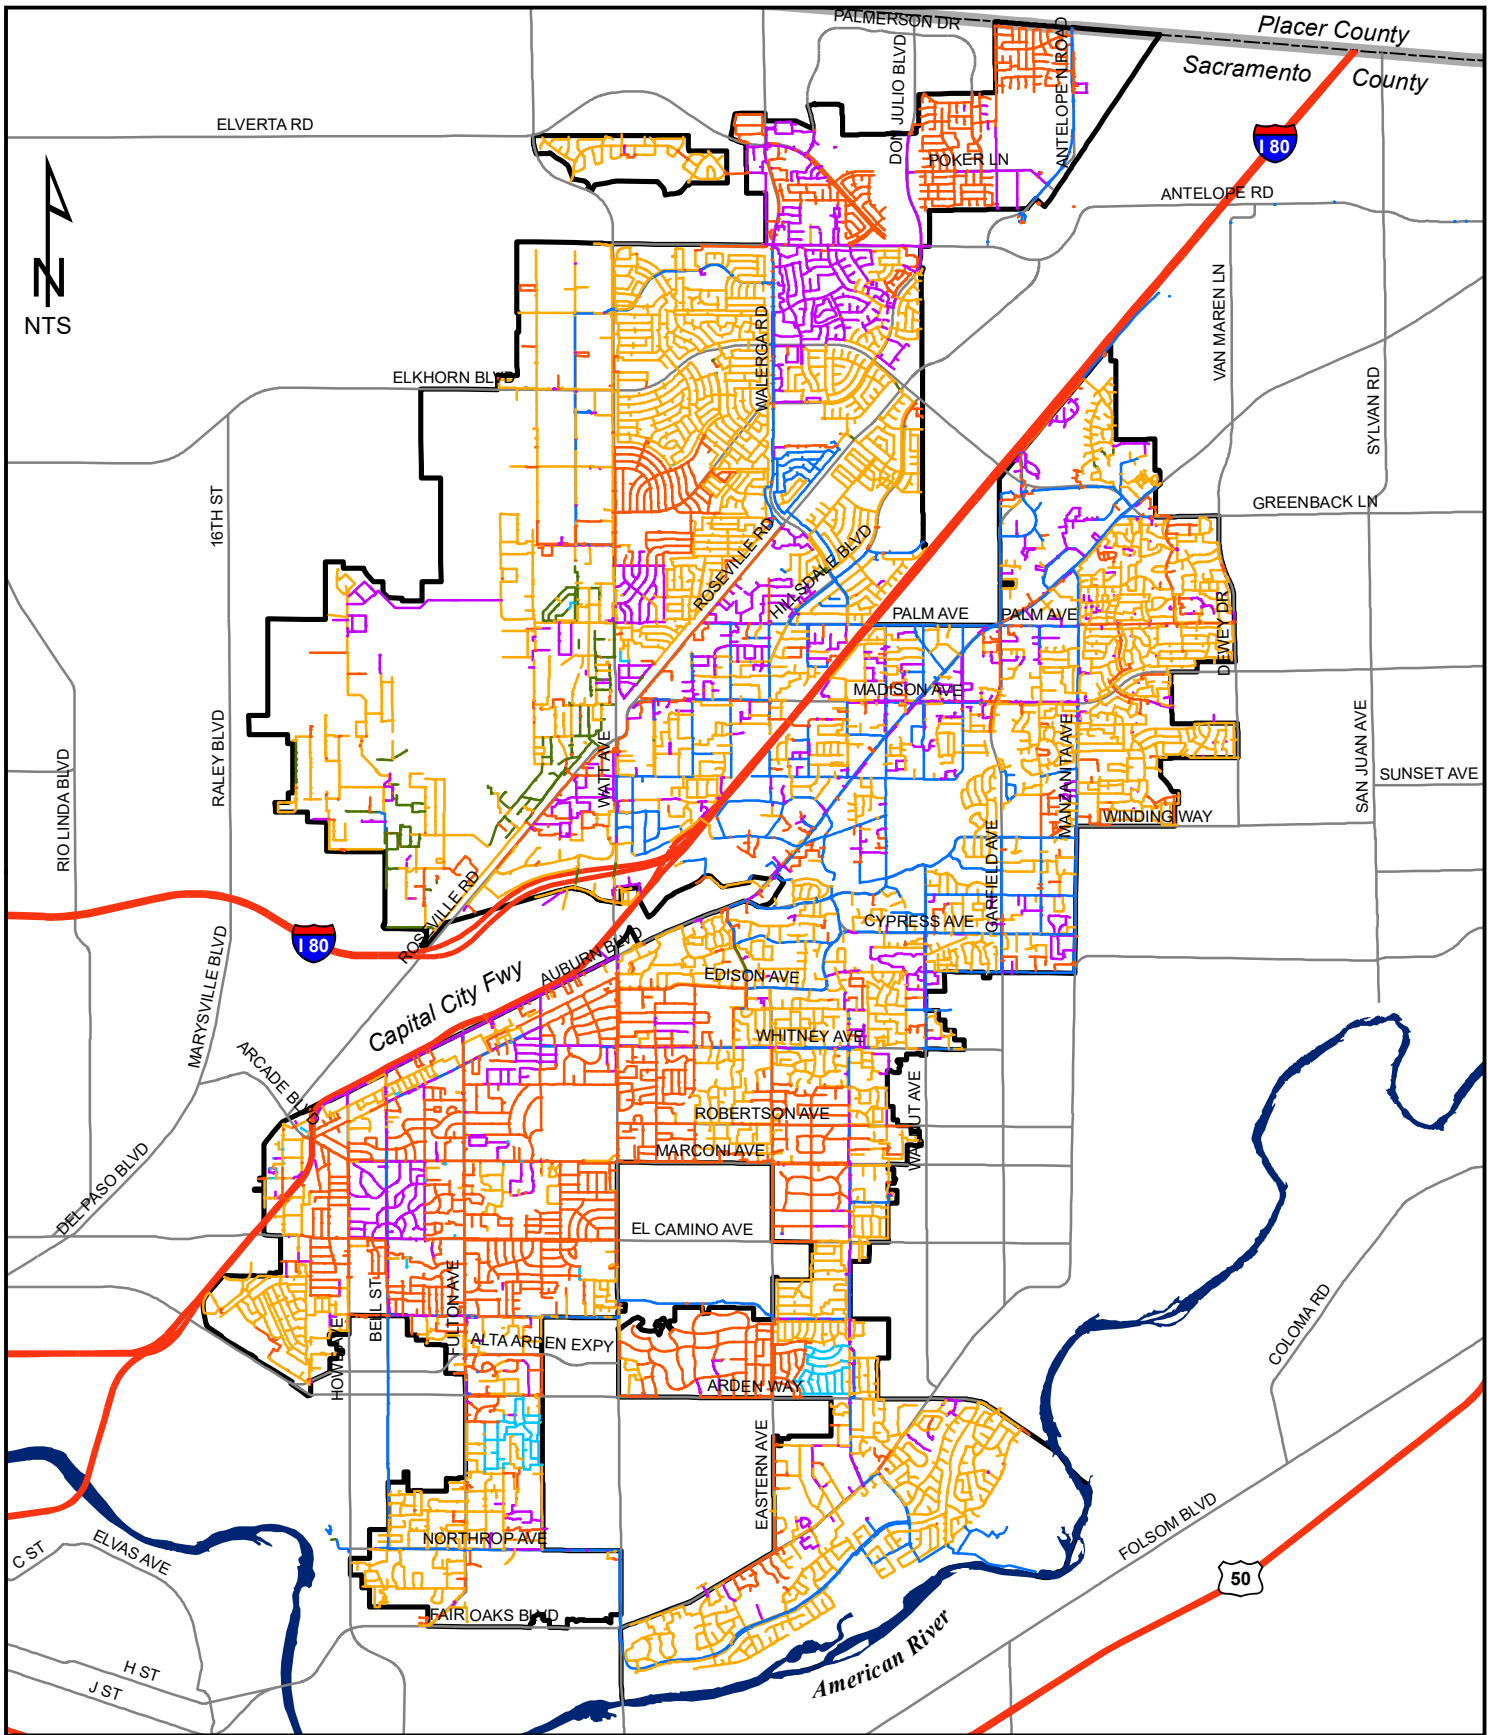 PALMERSON DR
Placer County
Sacramento County
DON JULIO BLVD
ANTELOPE N ROAD
ELVERTA RD
I 80
POKER LN
ANTELOPE RD
N
NTS
VAN MAREN LN
WALERGA RD
ELKHORN BLVD
SYLVAN RD
16TH ST
GREENBACK LN
ROSEVILLE RD
HILLSDALE BLVD
PALM AVE
PALM AVE
DEWEY DR
MADISON AVE
RALEY BLVD
RIO LINDA BLVD
WATT AVE
MANZANITA AVE
SAN JUAN AVE
SUNSET AVE
WINDING WAY
GARFIELD AVE
ROSEVILLE RD
CYPRESS AVE
I 80
AUBURN BLVD
EDISON AVE
MARYSVILLE BLVD
Capital City Fwy
WHITNEY AVE
ARCADE BLVD
WALNUT AVE
ROBERTSON AVE
MARCONI AVE
DEL PASO BLVD
EL CAMINO AVE
BELL ST
FULTON AVE
HOWE AVE
ALTA ARDEN EXPY
COLOMA RD
ARDEN WAY
EASTERN AVE
FOLSOM BLVD
NORTHROP AVE
C ST
ELVAS AVE
50
FAIR OAKS BLVD
American River
H ST
J ST